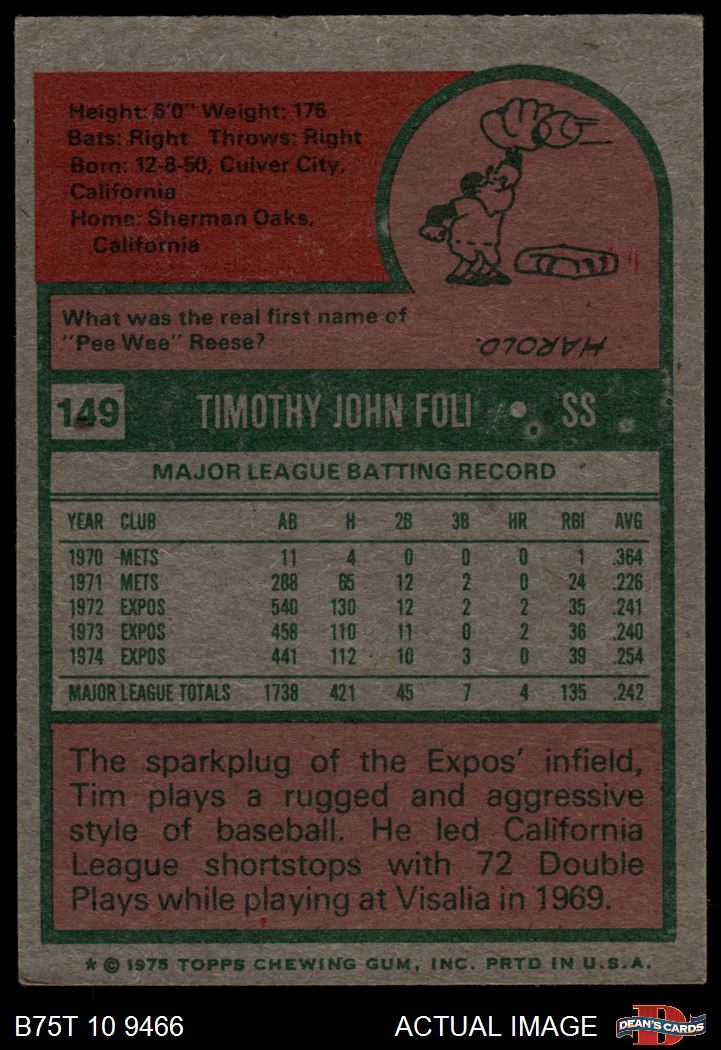 Height: 6'0" Weight: 176
Bats: Right Throws: Right
Born: 12-8-50, Culver City,
California
Home: Sherman Oaks,
California
What was the real first name of
"Pee Wee" Reese?
HAROLD.
149 TIMOTHY JOHN FOLI • SS
MAJOR LEAGUE BATTING RECORD
YEAR CLUB AB H 2B 3B HR RBI AVG
1970 METS 11 4 0 0 0 1 .364
1971 METS 288 65 12 2 0 24 .226
1972 EXPOS 540 130 12 2 2 35 .241
1973 EXPOS 458 110 11 0 2 36 .240
1974 EXPOS 441 112 10 3 0 39 .254
MAJOR LEAGUE TOTALS 1738 421 45 7 4 135 .242
The sparkplug of the Expos' infield,
Tim plays a rugged and aggressive
style of baseball. He led California
League shortstops with 72 Double
Plays while playing at Visalia in 1969.
* © 1975 TOPPS CHEWING GUM, INC. PRTD IN U.S.A.
B75T 10 9466 ACTUAL IMAGE
DEAN'S CARDS